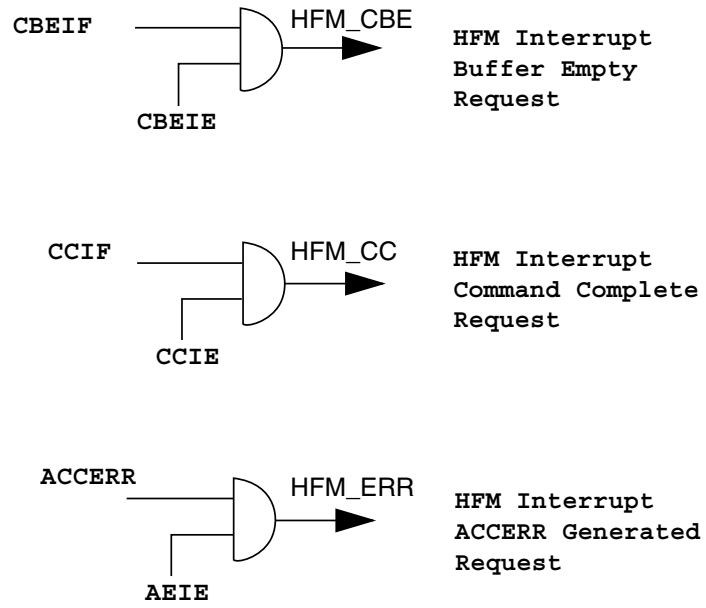 CBEIF
HFM_CBE
CBEIE
HFM Interrupt
Buffer Empty
Request
CCIF
HFM_CC
CCIE
HFM Interrupt
Command Complete
Request
ACCERR
HFM_ERR
AEIE
HFM Interrupt
ACCERR Generated
Request